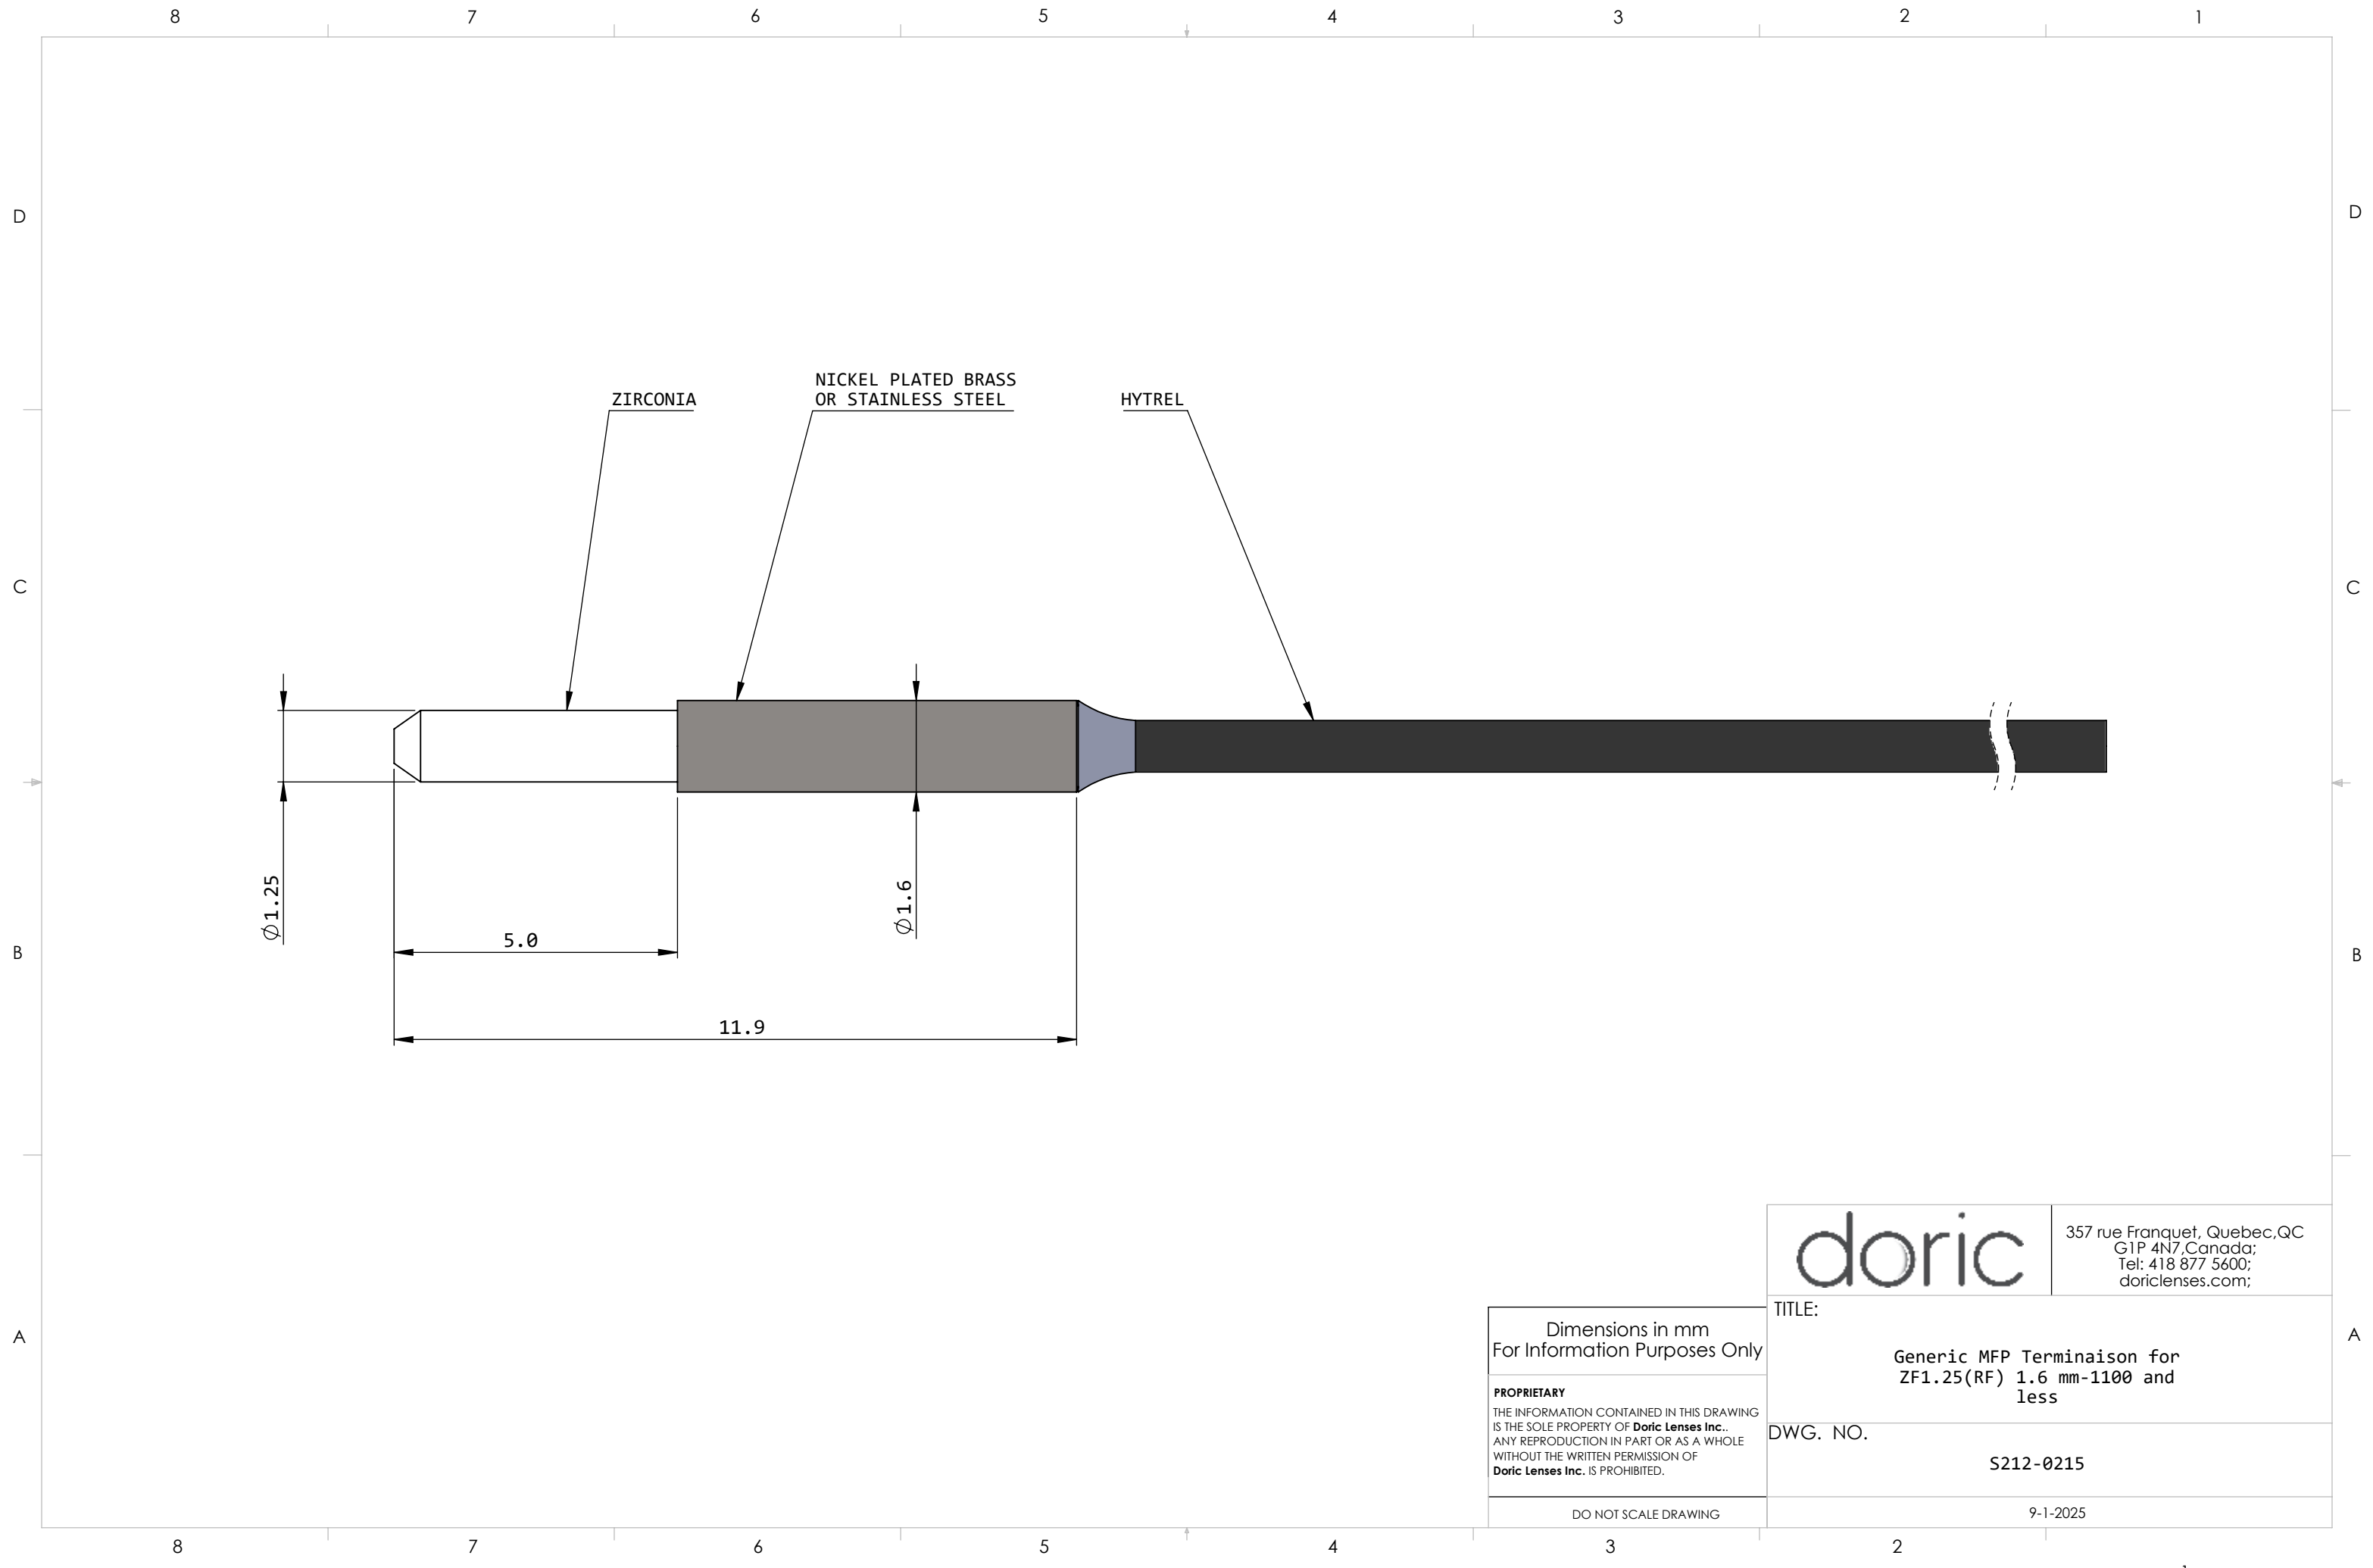 8 7 6 5 4 3 2 1
D D
NICKEL PLATED BRASS
ZIRCONIA OR STAINLESS STEEL HYTREL
C C
∅1.25
∅1.6
5.0
B B
11.9
doric
357 rue Franquet, Quebec,QC
G1P 4N7,Canada;
Tel: 418 877 5600;
doriclenses.com;
TITLE:
Generic MFP Terminaison for
ZF1.25(RF) 1.6 mm-1100 and
less
Dimensions in mm
For Information Purposes Only
A A
PROPRIETARY
THE INFORMATION CONTAINED IN THIS DRAWING
IS THE SOLE PROPERTY OF Doric Lenses Inc..
ANY REPRODUCTION IN PART OR AS A WHOLE
WITHOUT THE WRITTEN PERMISSION OF
Doric Lenses Inc. IS PROHIBITED.
DWG. NO.
S212-0215
DO NOT SCALE DRAWING
9-1-2025
8 7 6 5 4 3 2